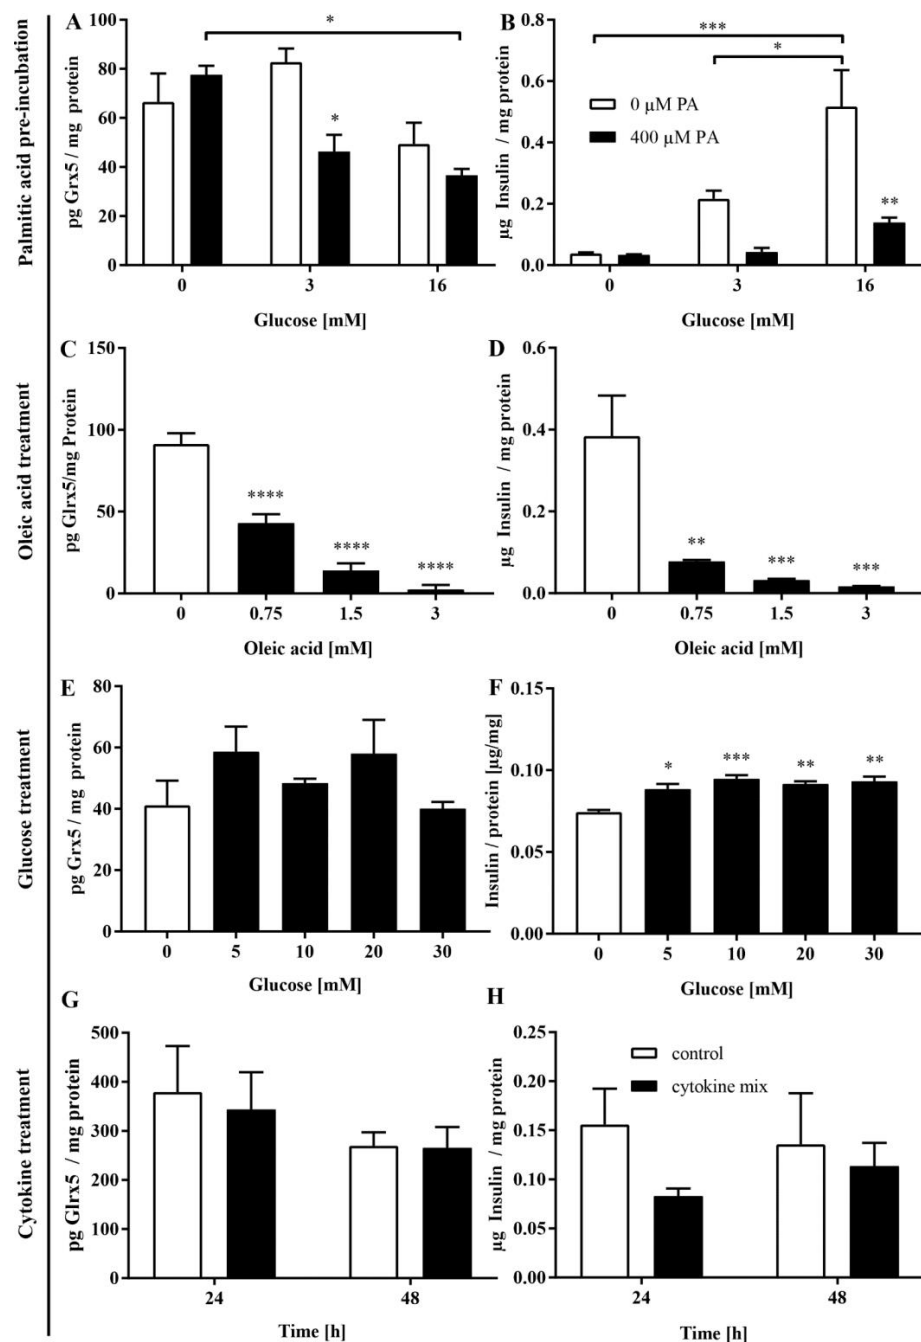 Palmitic acid pre-incubation
A
pg Grx5 / mg protein
100
80
60
40
20
0
*
*
0 3 16
Glucose [mM]
B
µg Insulin / mg protein
0.8
0.6
0.4
0.2
0.0
***
*
0 µM PA
400 µM PA
**
0 3 16
Glucose [mM]
Oleic acid treatment
C
pg Glrx5/mg Protein
150
100
50
0
****
****
****
0 0.75 1.5 3
Oleic acid [mM]
D
µg Insulin / mg protein
0.6
0.4
0.2
0.0
**
***
***
0 0.75 1.5 3
Oleic acid [mM]
Glucose treatment
E
pg Grx5 / mg protein
80
60
40
20
0
0 5 10 20 30
Glucose [mM]
F
Insulin / protein [µg/mg]
0.15
0.10
0.05
0.00
* *** ** **
0 5 10 20 30
Glucose [mM]
Cytokine treatment
G
pg Glrx5 / mg protein
500
400
300
200
100
0
24 48
Time [h]
H
µg Insulin / mg protein
0.25
0.20
0.15
0.10
0.05
0.00
control
cytokine mix
24 48
Time [h]